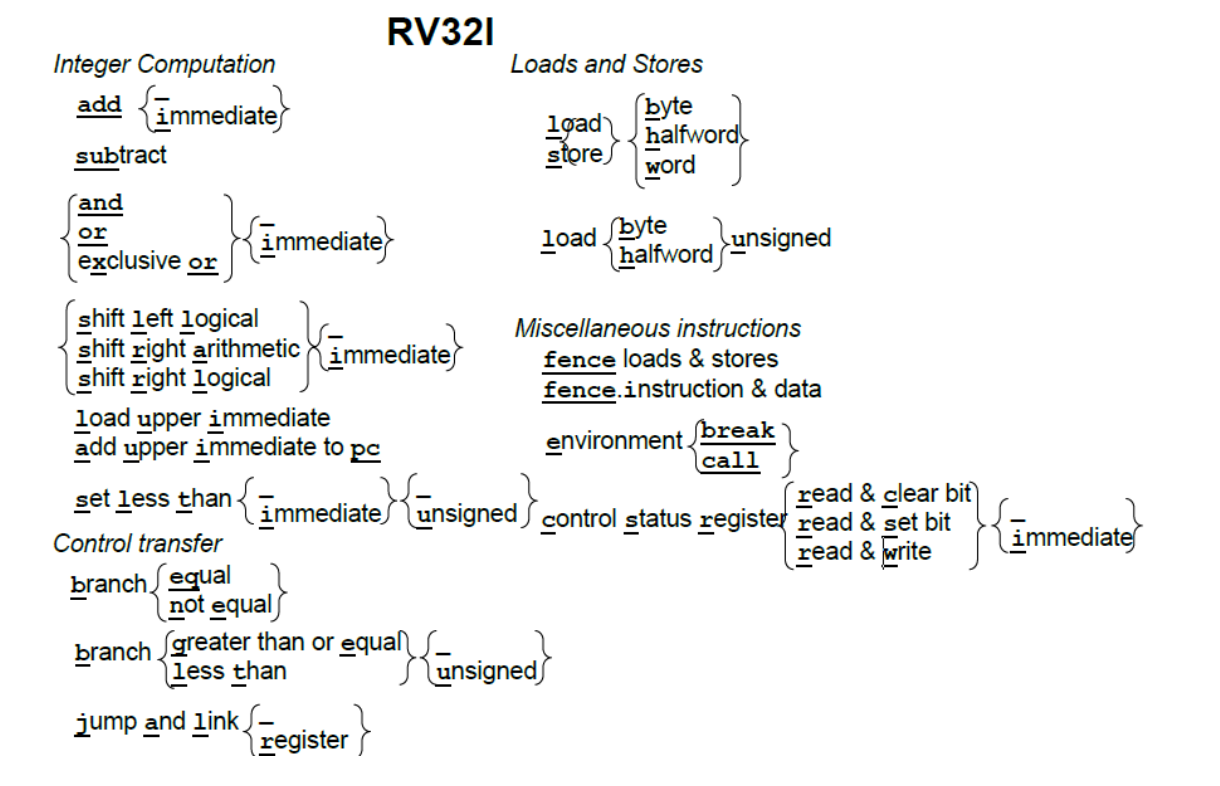 RV32I
Integer Computation
add { _ immediate }
subtract
{ and
or
exclusive or } { _ immediate }
{ shift left logical
shift right arithmetic
shift right logical } { _ immediate }
load upper immediate
add upper immediate to pc
set less than { _ immediate } { _ unsigned }
Control transfer
branch { equal
not equal }
branch { greater than or equal
less than } { _ unsigned }
jump and link { _ register }
Loads and Stores
{ load
store } { byte
halfword
word }
load { byte
halfword } unsigned
Miscellaneous instructions
fence loads & stores
fence.instruction & data
environment { break
call }
control status register { read & clear bit
read & set bit
read & write } { _ immediate }